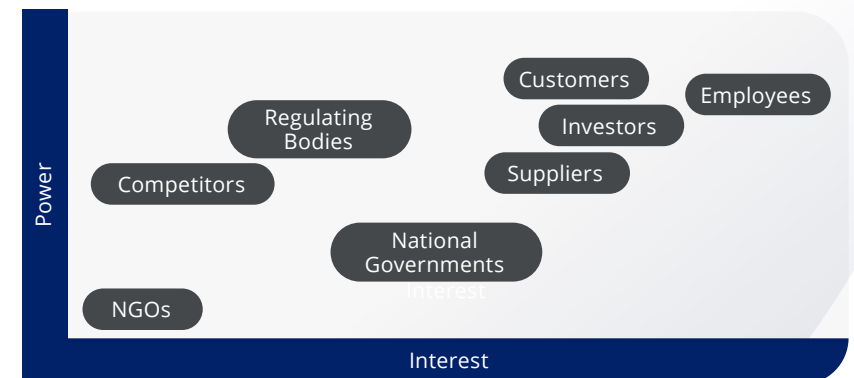 Customers
Employees
Regulating
Bodies
Investors
Suppliers
Competitors
Power
National
Governments
Interest
NGOs
Interest